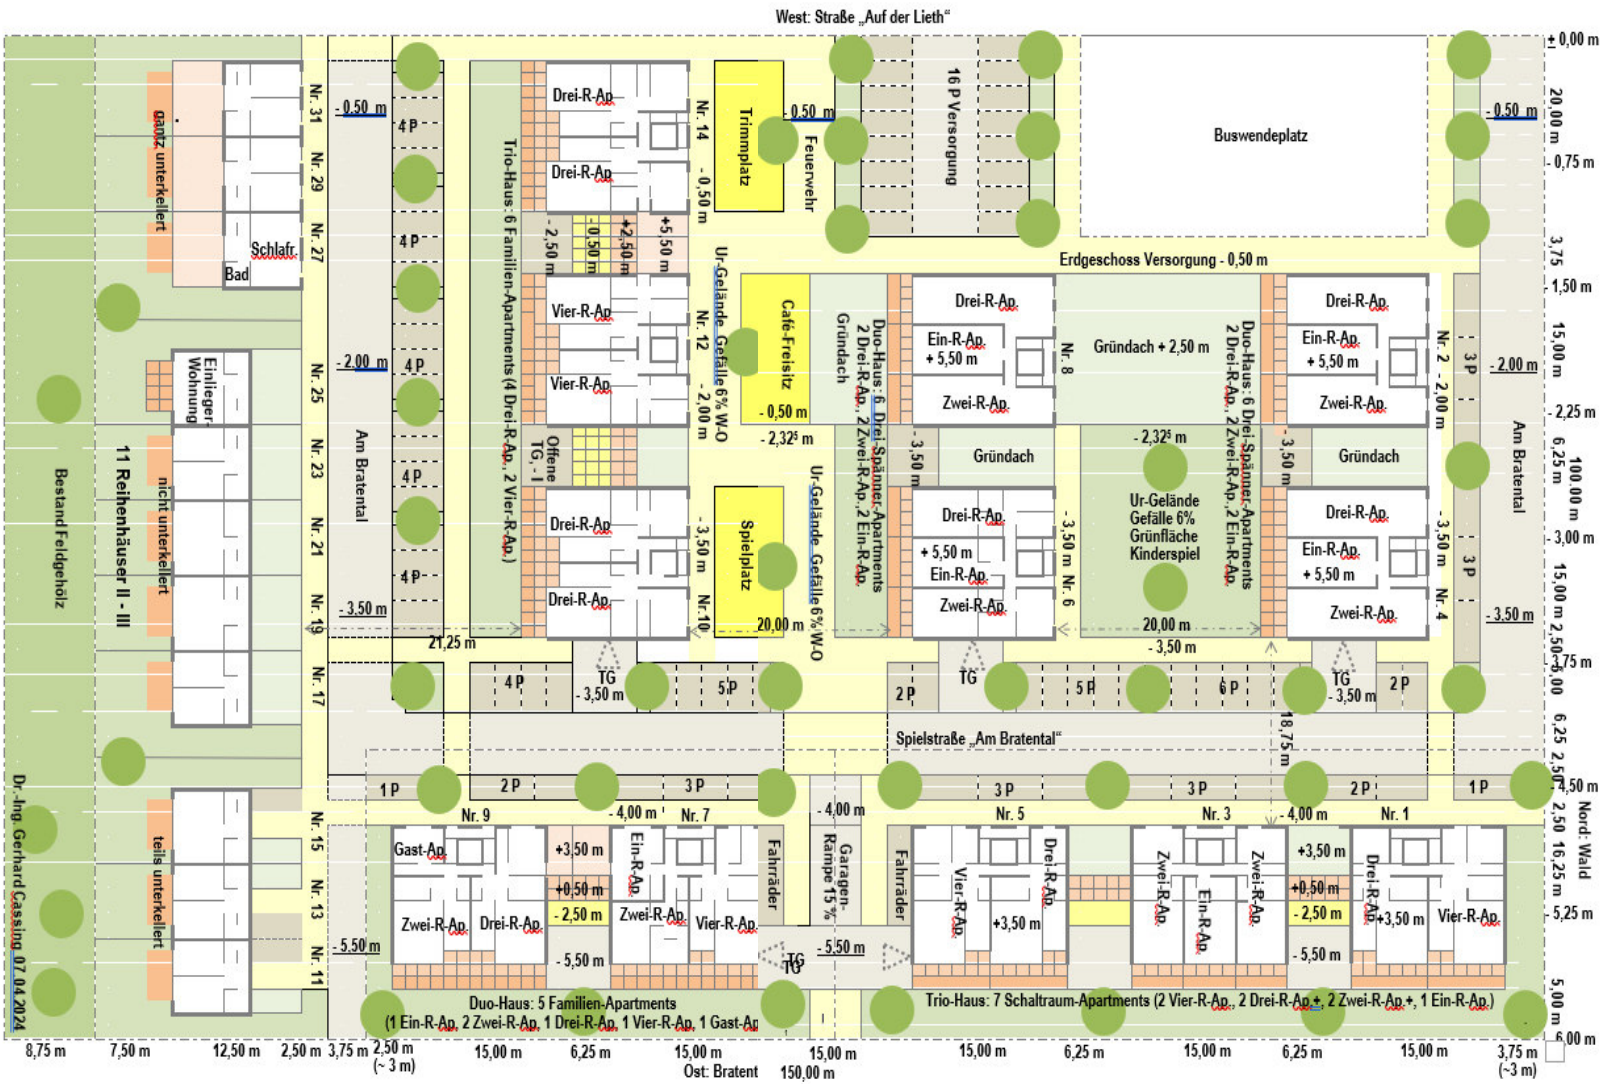 West: Straße „Auf der Lieth“
± 0,00 m
Nr. 31
- 0.50 m
4 P
Drei-R-Ap.
Nr. 14
Trimmplatz
- 0,50 m
Feuerwehr
16 P Versorgung
Buswendeplatz
- 0,50 m
20,00 m
- 0,75 m
gantz unterkellert
Nr. 29
Drei-R-Ap.
- 0,50 m
Nr. 27
4 P
Schlafr.
Bad
- 2,50 m
- 0,50 m
+2,50 m
+5,50 m
Erdgeschoss Versorgung - 0,50 m
3,75
- 1,50 m
Trio-Haus: 6 Familien-Apartments (4 Drei-R-Ap., 2 Vier-R-Ap.)
Vier-R-Ap.
Nr. 12
Ur-Gelände Gefälle 6% W-O
Café-Freisitz
Gründach
Duo-Haus: 6 Drei-Spänner-Apartments
2 Drei-R-Ap., 2 Zwei-R-Ap., 2 Ein-R-Ap.
Drei-R-Ap.
Ein-R-Ap.
+ 5,50 m
Zwei-R-Ap.
Nr. 8
Gründach + 2,50 m
Duo-Haus: 6 Drei-Spänner-Apartments
2 Drei-R-Ap., 2 Zwei-R-Ap., 2 Ein-R-Ap.
Drei-R-Ap.
Ein-R-Ap.
+ 5,50 m
Zwei-R-Ap.
Nr. 2
- 2,00 m
3 P
- 2.00 m
15,00 m
- 2,25 m
Einlieger-
Wohnung
Nr. 25
- 2.00 m
4 P
Vier-R-Ap.
- 2,00 m
- 0,50 m
- 2,32⁵ m
11 Reihenhäuser II - III
Bestand Feldgehölz
nicht unterkellert
Am Bratental
Nr. 23
4 P
Offene
TG, - I
- 3,50 m
Gründach
- 2,32⁵ m
- 3,50 m
Gründach
Am Bratental
6,25 m
100.00 m
Nr. 21
4 P
Drei-R-Ap.
- 3,50 m
Spielplatz
Ur-Gelände Gefälle 6% W-O
Drei-R-Ap.
+ 5,50 m
Ein-R-Ap.
Zwei-R-Ap.
- 3,50 m
Nr. 6
Ur-Gelände
Gefälle 6%
Grünfläche
Kinderspiel
Drei-R-Ap.
Ein-R-Ap.
+ 5,50 m
Zwei-R-Ap.
- 3,50 m
Nr. 4
3 P
- 3,00 m
15,00 m
Nr. 19
- 3.50 m
Drei-R-Ap.
Nr.10
20,00 m
20,00 m
- 3.50 m
21,25 m
- 3,50 m
2,50
- 3,75 m
5,00
Nr. 17
4 P
TG
- 3,50 m
5 P
2 P
TG
5 P
6 P
TG
- 3,50 m
2 P
18,75 m
6,25
Spielstraße „Am Bratental“
2,50
- 4,50 m
1 P
2 P
3 P
3 P
3 P
2 P
1 P
Nr. 9
- 4,00 m
Nr. 7
- 4,00 m
Nr. 5
Nr. 3
- 4,00 m
Nr. 1
2,50
Nord: Wald
Dr.-Ing. Gerhard Cassing 07.04.2024
teils unterkellert
Nr. 15
Gast-Ap.
+3,50 m
Ein-R-Ap.
Fahrräder
Garagen-
Rampe 15 %
Fahrräder
Vier-R-Ap.
Drei-R-Ap.
+3,50 m
Zwei-R-Ap.
Ein-R-Ap.
Zwei-R-Ap.
+3,50 m
Drei-R-Ap.
+3,50 m
Vier-R-Ap.
16,25 m
- 5,25 m
Nr. 13
Zwei-R-Ap.
Drei-R-Ap.
+0,50 m
- 2,50 m
Zwei-R-Ap.
Vier-R-Ap.
+0,50 m
- 2,50 m
Nr. 11
- 5,50 m
- 5,50 m
TG
TG
- 5,50 m
- 5,50 m
5,00 m
Duo-Haus: 5 Familien-Apartments
(1 Ein-R-Ap., 2 Zwei-R-Ap., 1 Drei-R-Ap., 1 Vier-R-Ap., 1 Gast-Ap
Trio-Haus: 7 Schaltraum-Apartments (2 Vier-R-Ap., 2 Drei-R-Ap.+, 2 Zwei-R-Ap.+, 1 Ein-R-Ap.)
- 6,00 m
8,75 m
7,50 m
12,50 m
2,50 m
3,75 m
2,50 m
(~ 3 m)
15,00 m
6,25 m
15,00 m
15,00 m
15,00 m
6,25 m
15,00 m
6,25 m
15,00 m
3,75 m
(~3 m)
Ost: Bratent
150,00 m